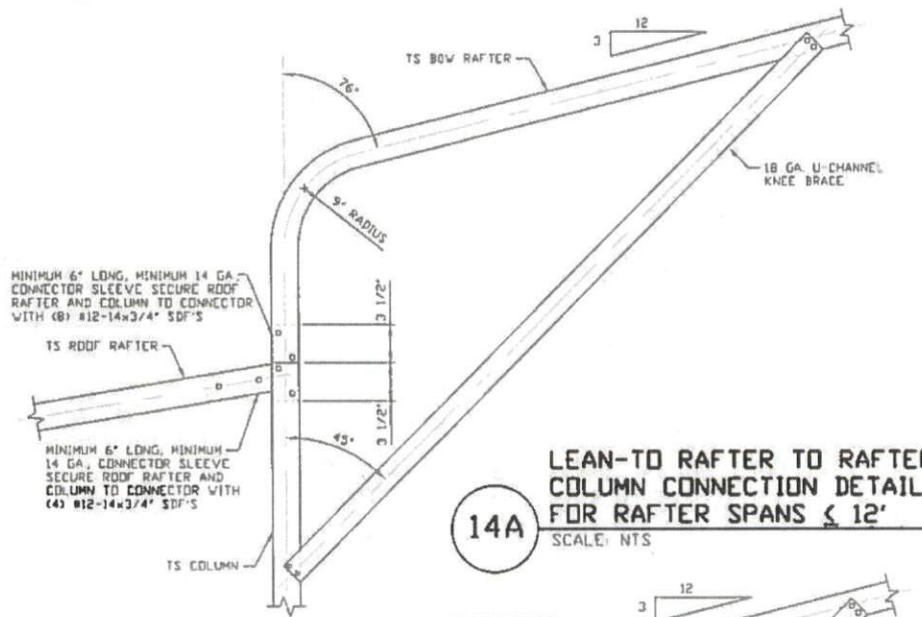 12
3
TS BOW RAFTER
76°
18 GA. U-CHANNEL
KNEE BRACE
9" RADIUS
MINIMUM 6" LONG, MINIMUM 14 GA.
CONNECTOR SLEEVE SECURE ROOF
RAFTER AND COLUMN TO CONNECTOR
WITH (8) #12-14x3/4" SDF'S
3 1/2"
TS ROOF RAFTER
3 1/2"
MINIMUM 6" LONG, MINIMUM
14 GA., CONNECTOR SLEEVE
SECURE ROOF RAFTER AND
COLUMN TO CONNECTOR WITH
(4) #12-14x3/4" SDF'S
45°
LEAN-TO RAFTER TO RAFTER
COLUMN CONNECTION DETAIL
FOR RAFTER SPANS ≤ 12'
14A
SCALE: NTS
TS COLUMN
12
3